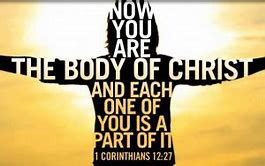 NOW
YOU
ARE
THE BODY OF CHRIST
AND EACH
ONE OF
YOU IS A
PART OF IT
1 CORINTHIANS 12:27